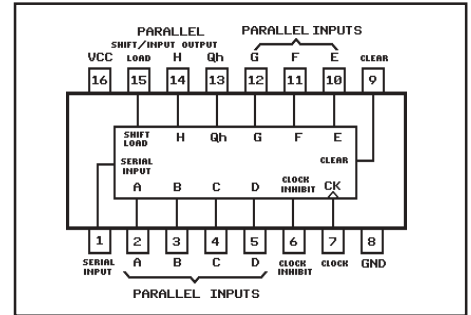 PARALLEL PARALLEL INPUTS
SHIFT/INPUT OUTPUT
VCC LOAD H Qh G F E CLEAR
16 15 14 13 12 11 10 9
SHIFT LOAD H Qh G F E
SERIAL INPUT CLEAR
A B C D CLOCK INHIBIT CK
1 2 3 4 5 6 7 8
SERIAL INPUT A B C D CLOCK INHIBIT CLOCK GND
PARALLEL INPUTS